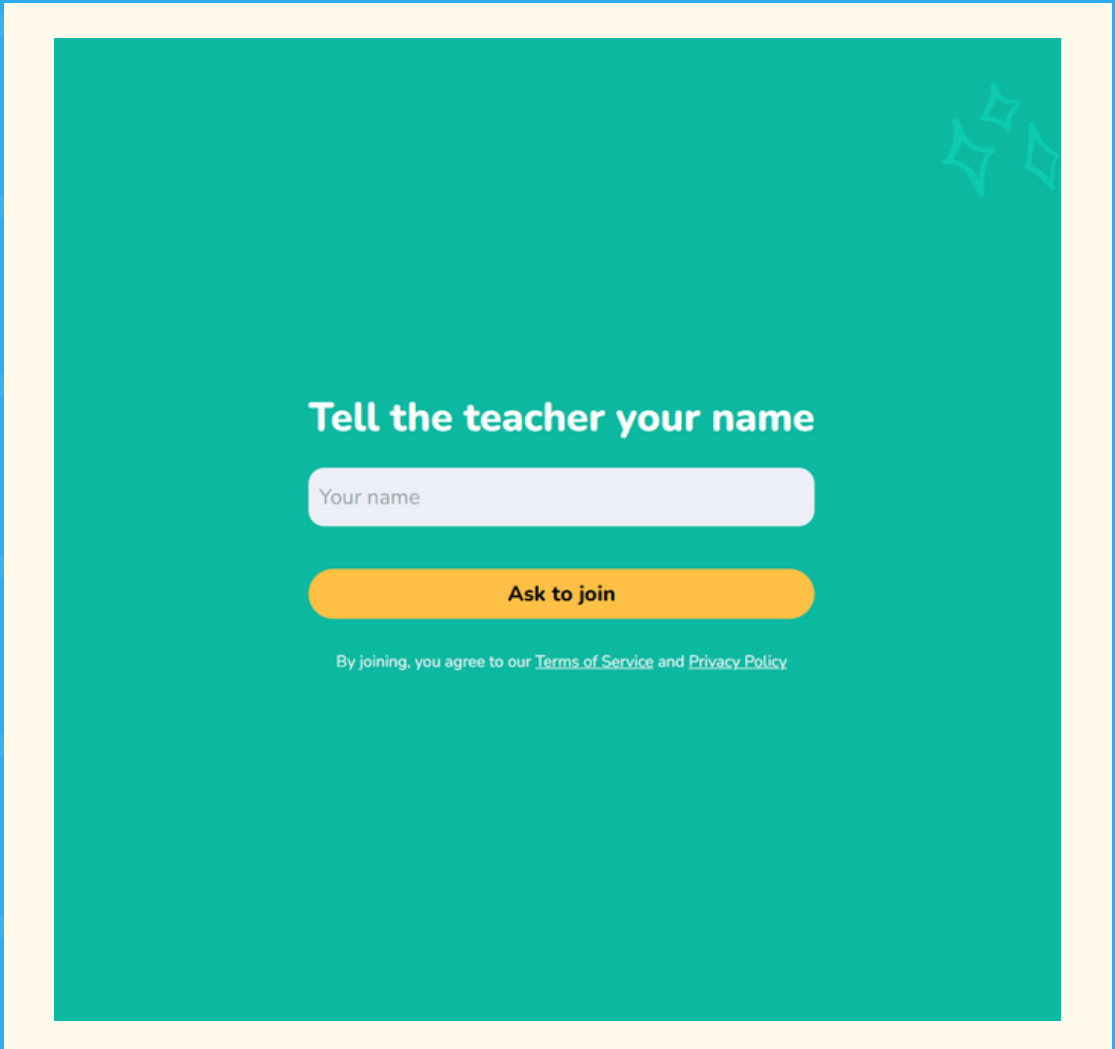 Tell the teacher your name
Your name
Ask to join
By joining, you agree to our Terms of Service and Privacy Policy